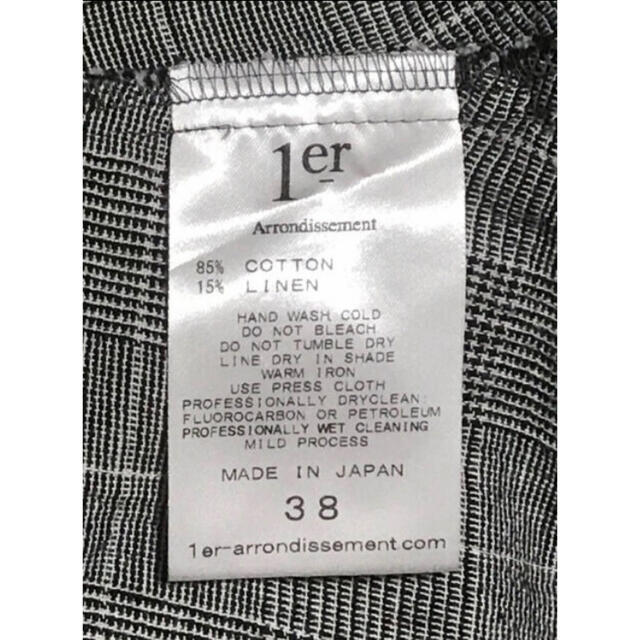 1er
Arrondissement
85% COTTON
15% LINEN
HAND WASH COLD
DO NOT BLEACH
DO NOT TUMBLE DRY
LINE DRY IN SHADE
WARM IRON
USE PRESS CLOTH
PROFESSIONALLY DRYCLEAN:
FLUOROCARBON OR PETROLEUM
PROFESSIONALLY WET CLEANING
MILD PROCESS
MADE IN JAPAN
38
1er-arrondissement.com